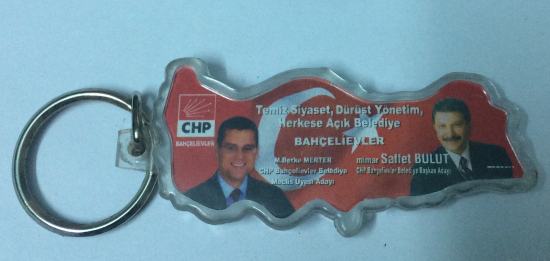 CHP
BAHÇELİEVLER
Temiz Siyaset, Dürüst Yönetim,
Herkese Açık Belediye
BAHÇELİEVLER
M.Berke MERTER
CHP Bahçelievler Belediye
Meclis Üyesi Adayı
mimar Saffet BULUT
CHP Bahçelievler Belediye Başkan Adayı